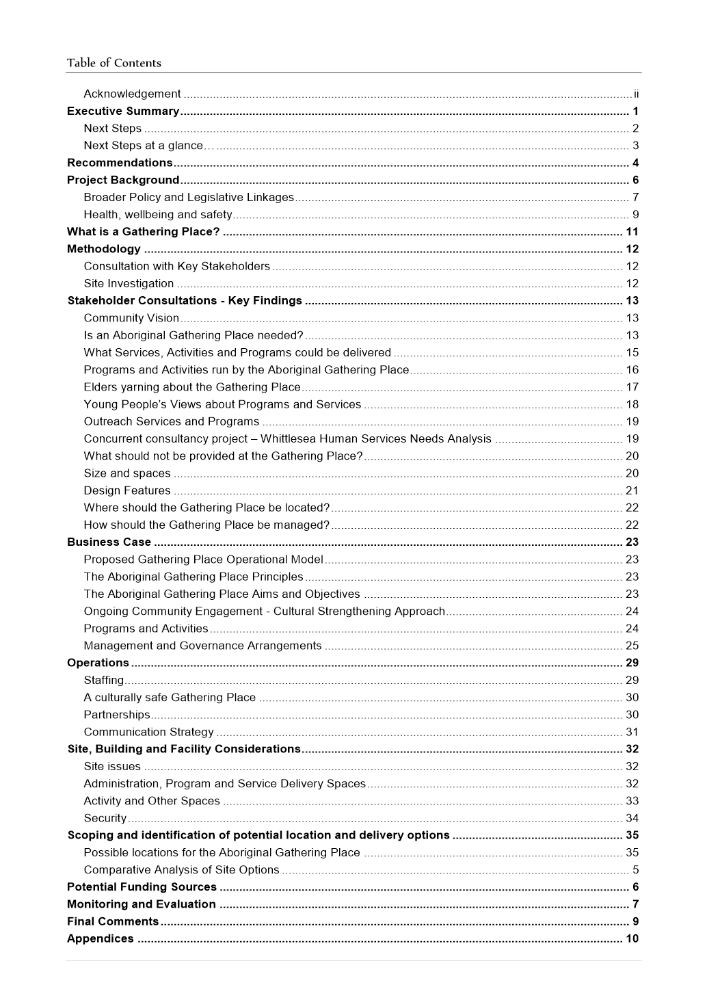 Table of Contents
Acknowledgement ........ ii
Executive Summary ........ 1
Next Steps ........ 2
Next Steps at a glance… ........ 3
Recommendations ........ 4
Project Background ........ 6
Broader Policy and Legislative Linkages ........ 7
Health, wellbeing and safety ........ 9
What is a Gathering Place? ........ 11
Methodology ........ 12
Consultation with Key Stakeholders ........ 12
Site Investigation ........ 12
Stakeholder Consultations - Key Findings ........ 13
Community Vision ........ 13
Is an Aboriginal Gathering Place needed? ........ 13
What Services, Activities and Programs could be delivered ........ 15
Programs and Activities run by the Aboriginal Gathering Place ........ 16
Elders yarning about the Gathering Place ........ 17
Young People's Views about Programs and Services ........ 18
Outreach Services and Programs ........ 19
Concurrent consultancy project – Whittlesea Human Services Needs Analysis ........ 19
What should not be provided at the Gathering Place? ........ 20
Size and spaces ........ 20
Design Features ........ 21
Where should the Gathering Place be located? ........ 22
How should the Gathering Place be managed? ........ 22
Business Case ........ 23
Proposed Gathering Place Operational Model ........ 23
The Aboriginal Gathering Place Principles ........ 23
The Aboriginal Gathering Place Aims and Objectives ........ 23
Ongoing Community Engagement - Cultural Strengthening Approach ........ 24
Programs and Activities ........ 24
Management and Governance Arrangements ........ 25
Operations ........ 29
Staffing ........ 29
A culturally safe Gathering Place ........ 30
Partnerships ........ 30
Communication Strategy ........ 31
Site, Building and Facility Considerations ........ 32
Site issues ........ 32
Administration, Program and Service Delivery Spaces ........ 32
Activity and Other Spaces ........ 33
Security ........ 34
Scoping and identification of potential location and delivery options ........ 35
Possible locations for the Aboriginal Gathering Place ........ 35
Comparative Analysis of Site Options ........ 5
Potential Funding Sources ........ 6
Monitoring and Evaluation ........ 7
Final Comments ........ 9
Appendices ........ 10